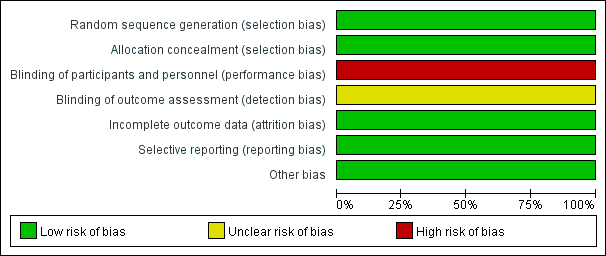 Random sequence generation (selection bias)
Allocation concealment (selection bias)
Blinding of participants and personnel (performance bias)
Blinding of outcome assessment (detection bias)
Incomplete outcome data (attrition bias)
Selective reporting (reporting bias)
Other bias
0% 25% 50% 75% 100%
Low risk of bias Unclear risk of bias High risk of bias